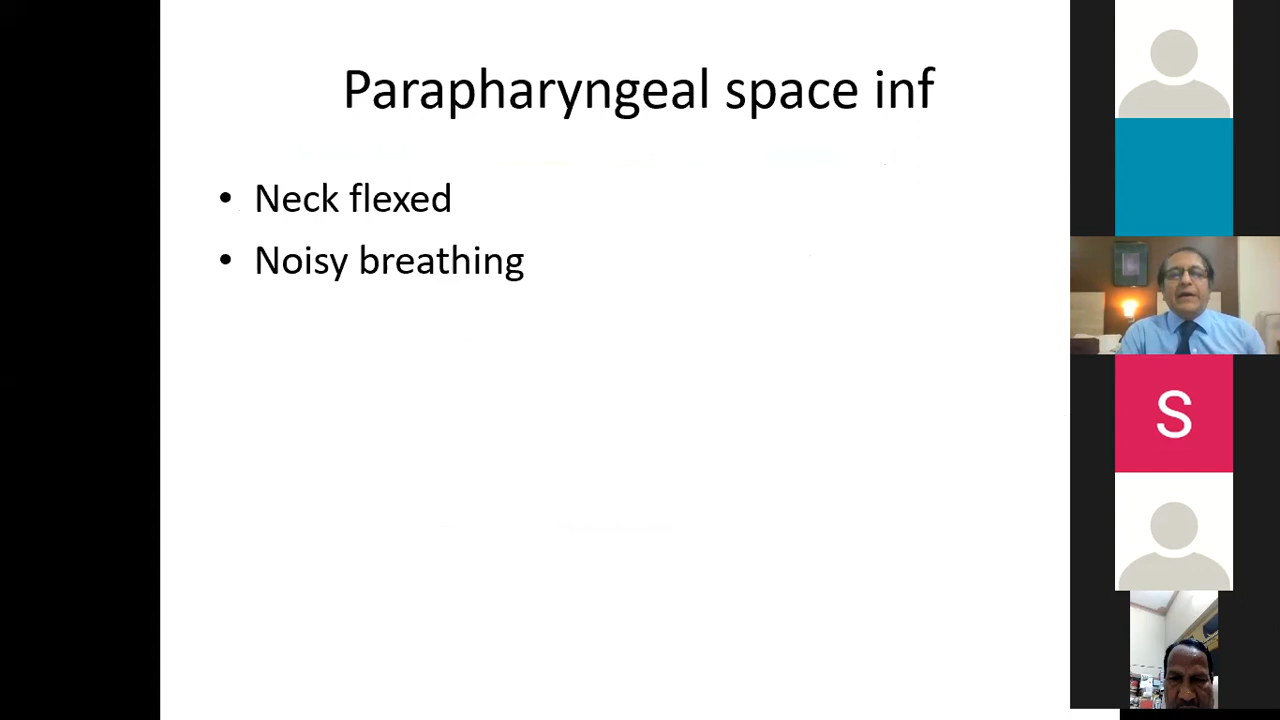 Parapharyngeal space inf
• Neck flexed
• Noisy breathing
S